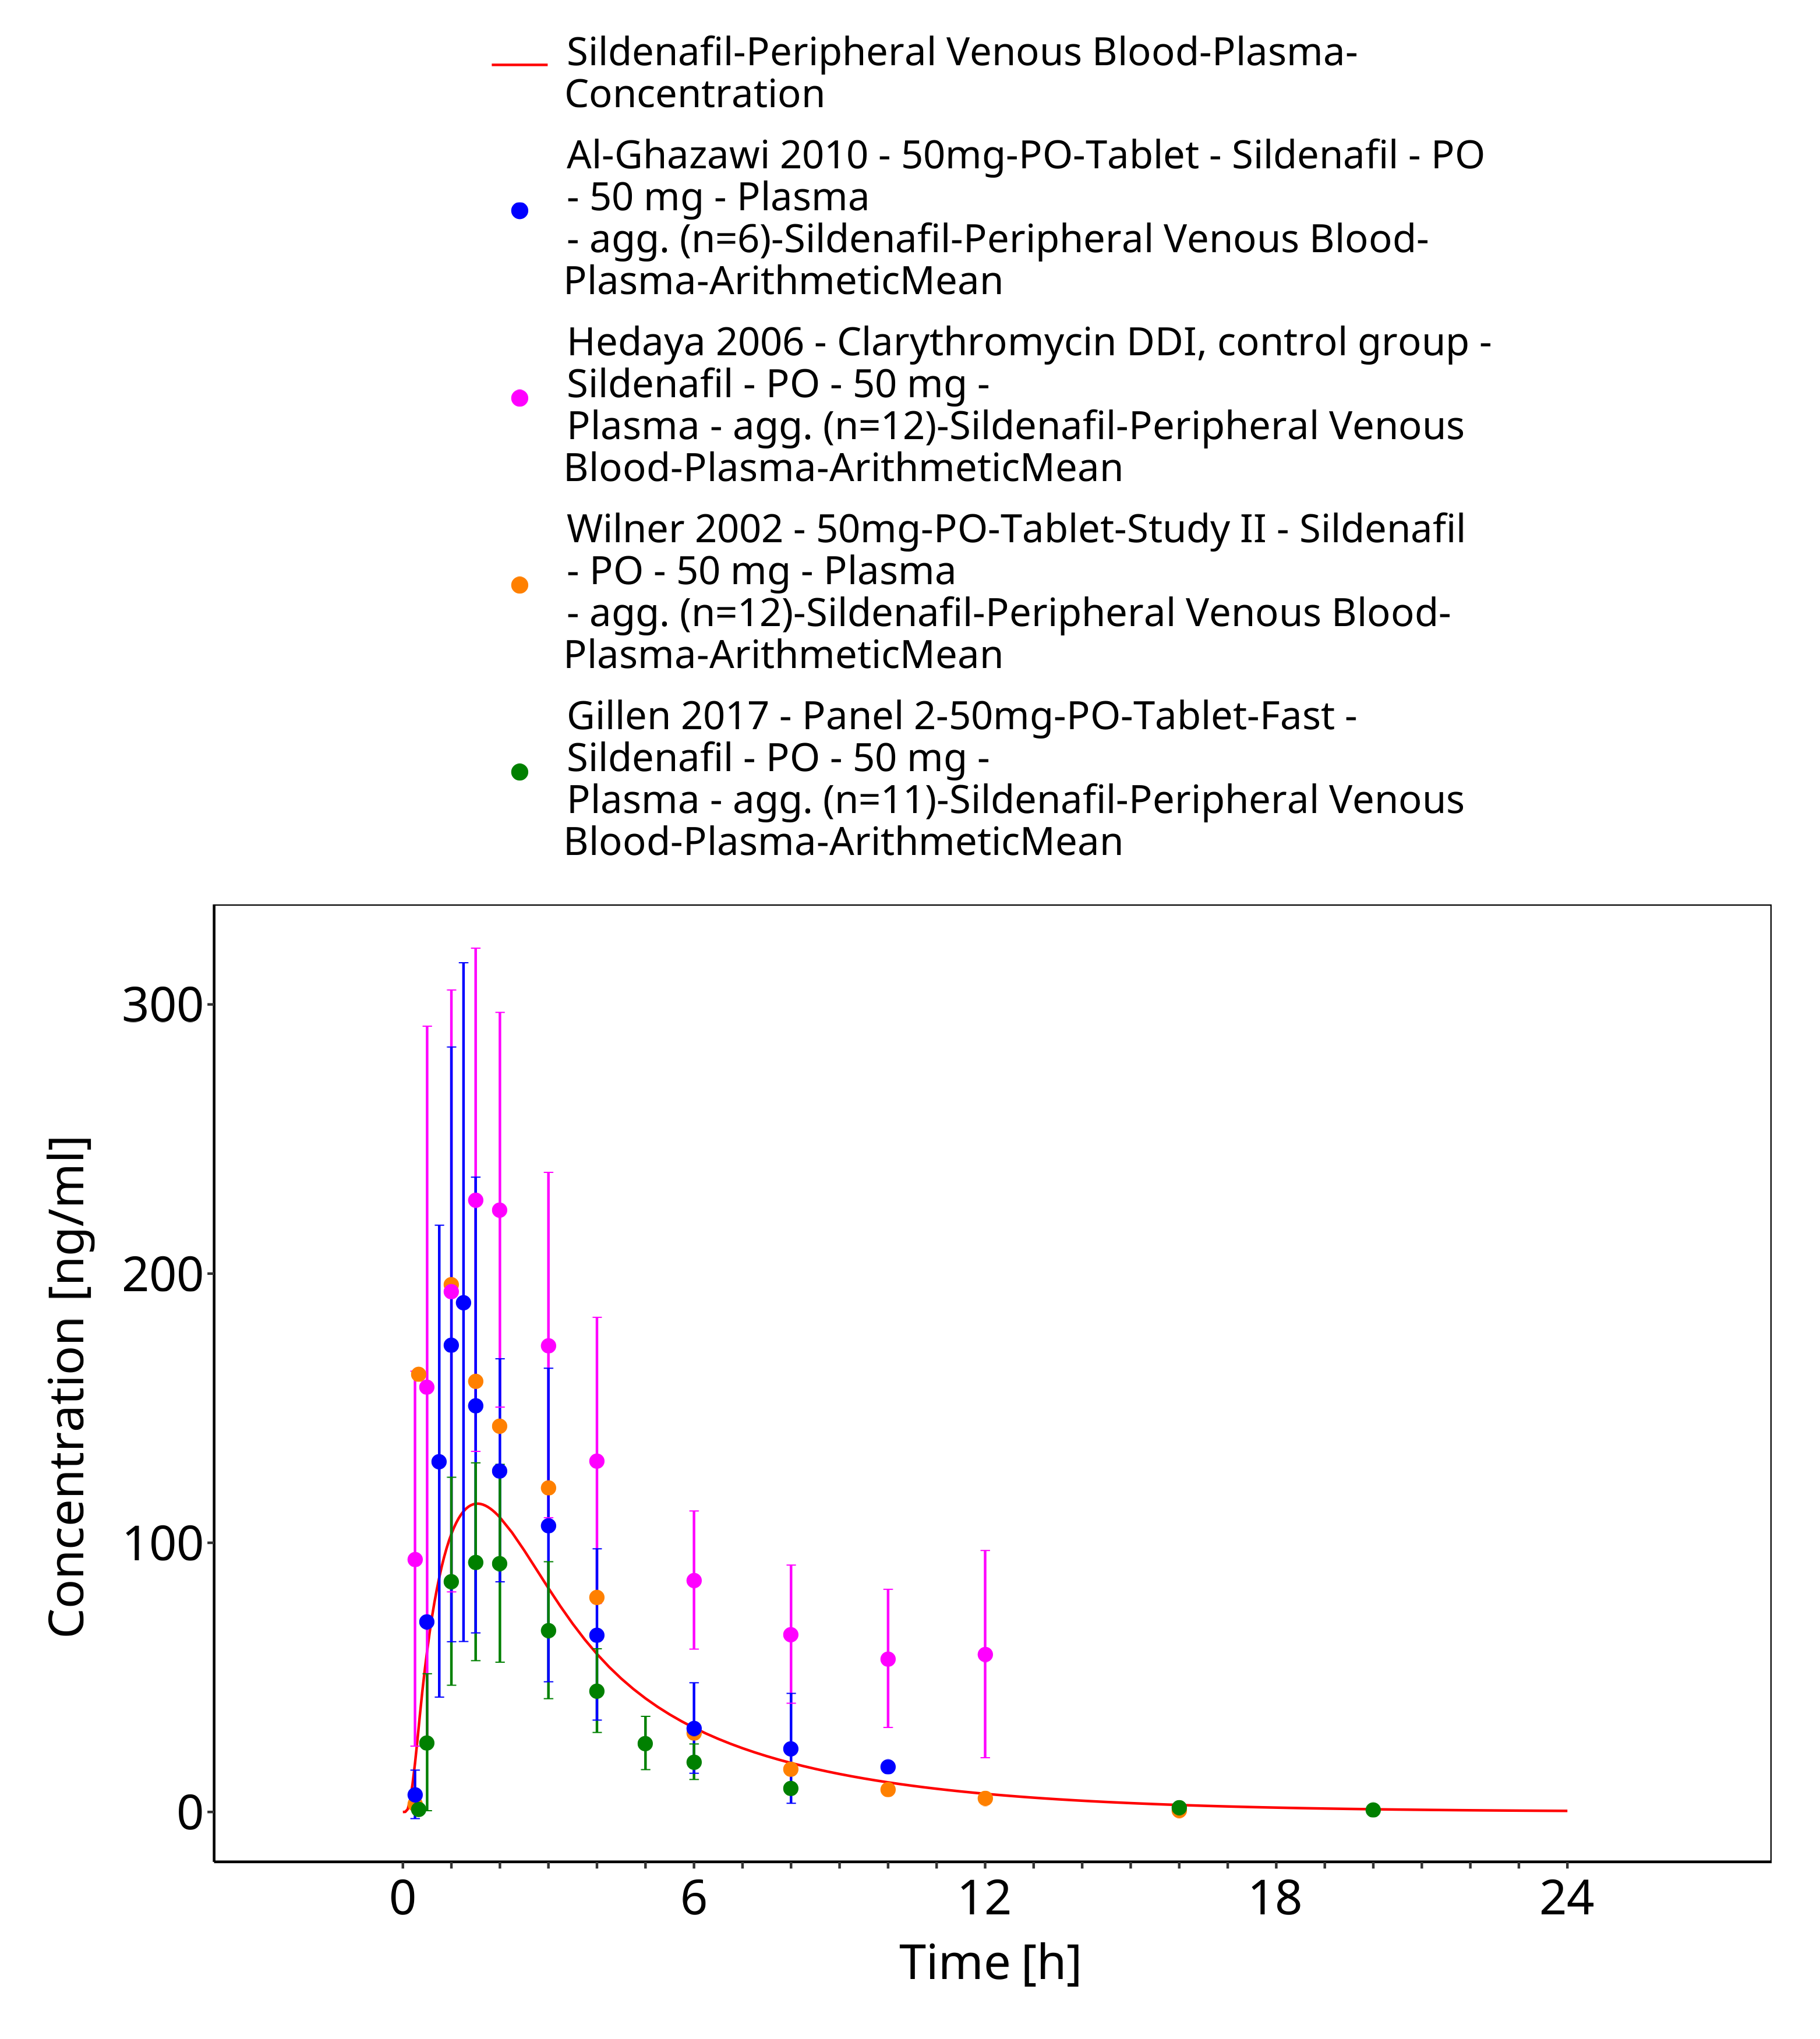 Sildenafil-Peripheral Venous Blood-Plasma-
Concentration
Al-Ghazawi 2010 - 50mg-PO-Tablet - Sildenafil - PO
- 50 mg - Plasma
- agg. (n=6)-Sildenafil-Peripheral Venous Blood-
Plasma-ArithmeticMean
Hedaya 2006 - Clarythromycin DDI, control group -
Sildenafil - PO - 50 mg -
Plasma - agg. (n=12)-Sildenafil-Peripheral Venous
Blood-Plasma-ArithmeticMean
Wilner 2002 - 50mg-PO-Tablet-Study II - Sildenafil
- PO - 50 mg - Plasma
- agg. (n=12)-Sildenafil-Peripheral Venous Blood-
Plasma-ArithmeticMean
Gillen 2017 - Panel 2-50mg-PO-Tablet-Fast -
Sildenafil - PO - 50 mg -
Plasma - agg. (n=11)-Sildenafil-Peripheral Venous
Blood-Plasma-ArithmeticMean
Concentration [ng/ml]
300
200
100
0
0 6 12 18 24
Time [h]